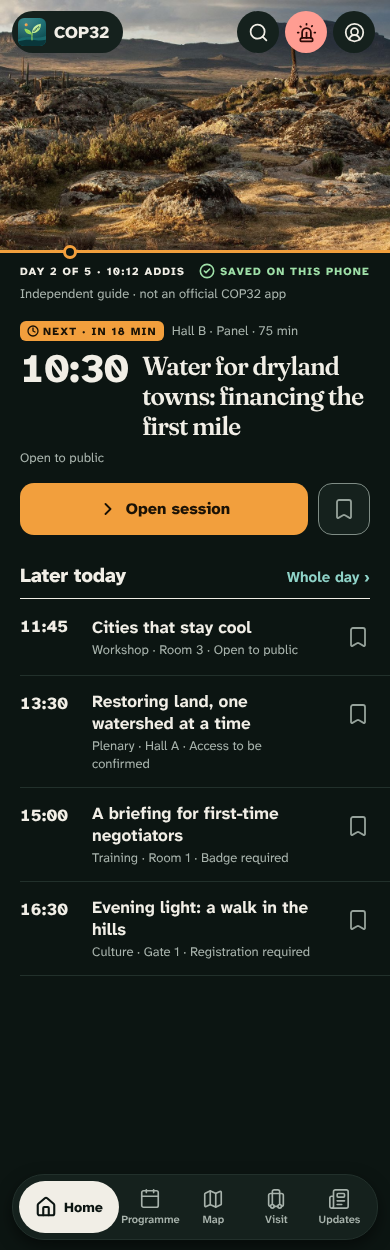 COP32
DAY 2 OF 5 · 10:12 ADDIS
SAVED ON THIS PHONE
Independent guide · not an official COP32 app
NEXT · IN 18 MIN
Hall B · Panel · 75 min
10:30
Water for dryland
towns: financing the
first mile
Open to public
Open session
Later today
Whole day ›
11:45
Cities that stay cool
Workshop · Room 3 · Open to public
13:30
Restoring land, one
watershed at a time
Plenary · Hall A · Access to be
confirmed
15:00
A briefing for first-time
negotiators
Training · Room 1 · Badge required
16:30
Evening light: a walk in the
hills
Culture · Gate 1 · Registration required
Home
Programme
Map
Visit
Updates